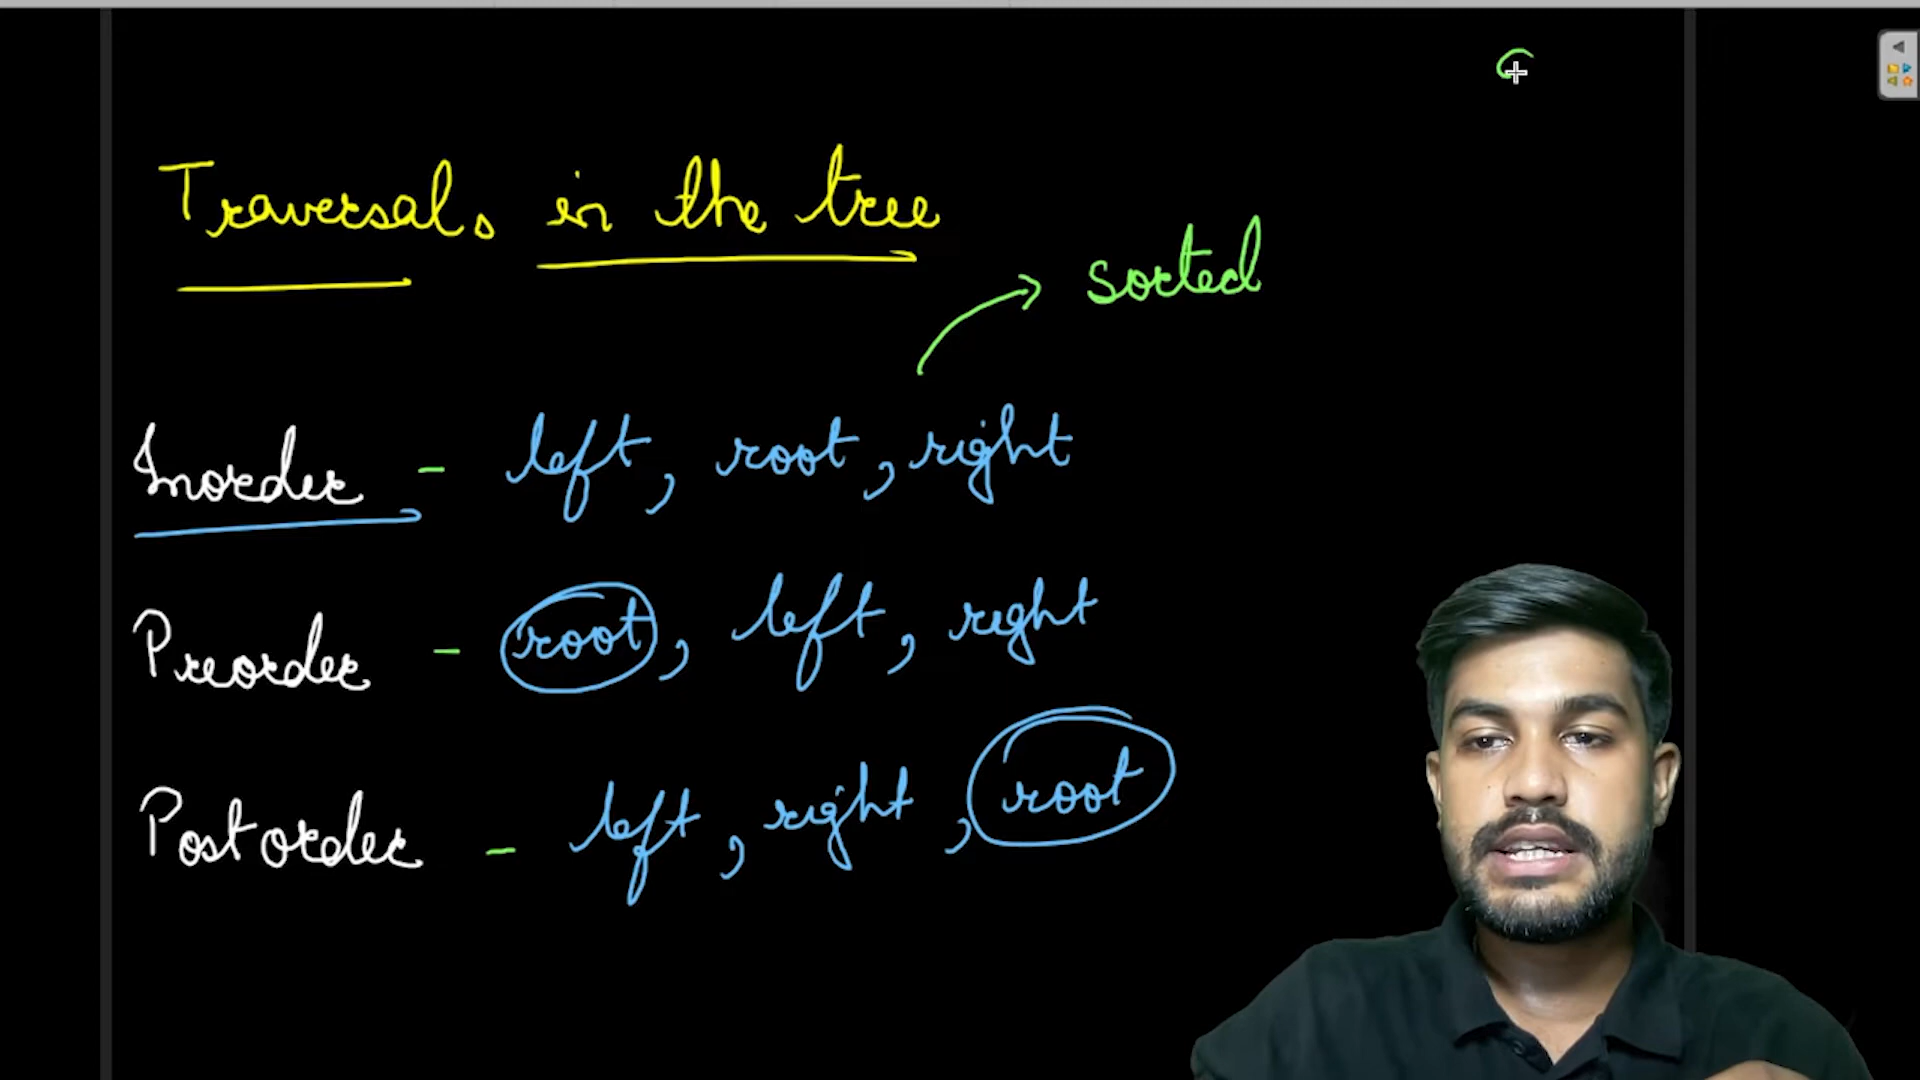 Traversals in the tree
sorted
Inorder - left, root, right
Preorder - root, left, right
Postorder - left, right, root